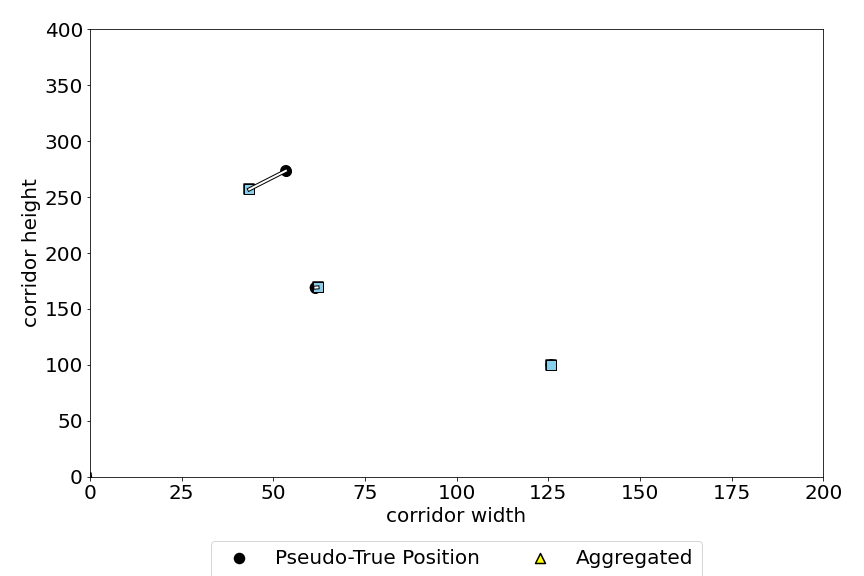 400
350
300
250
200
150
100
50
0
corridor height
0 25 50 75 100 125 150 175 200
corridor width
Pseudo-True Position Aggregated